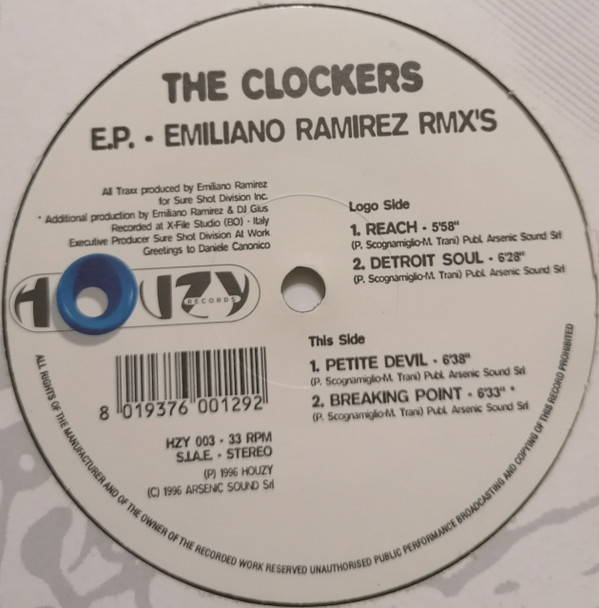 THE CLOCKERS
E.P. - EMILIANO RAMIREZ RMX'S
All Traxx produced by Emiliano Ramirez
for Sure Shot Division Inc.
* Additional production by Emiliano Ramirez & DJ Gius
Recorded at X-File Studio (BO) - Italy
Executive Producer Sure Shot Division At Work
Greetings to Daniele Canonico
HOUZY
RECORDS
Logo Side
1. REACH - 5'58"
(P. Scognamiglio-M. Trani) Publ. Arsenic Sound Srl
2. DETROIT SOUL - 6'28"
(P. Scognamiglio-M. Trani) Publ. Arsenic Sound Srl
This Side
1. PETITE DEVIL - 6'38"
(P. Scognamiglio-M. Trani) Publ. Arsenic Sound Srl
2. BREAKING POINT - 6'33" *
(P. Scognamiglio-M. Trani) Publ. Arsenic Sound Srl
8 019376 001292
HZY 003 - 33 RPM
S.I.A.E. - STEREO
(P) 1996 HOUZY
(C) 1996 ARSENIC SOUND Srl
ALL RIGHTS OF THE MANUFACTURER AND OF THE OWNER OF THE RECORDED WORK RESERVED UNAUTHORISED PUBLIC PERFORMANCE BROADCASTING AND COPYING OF THIS RECORD PROHIBITED